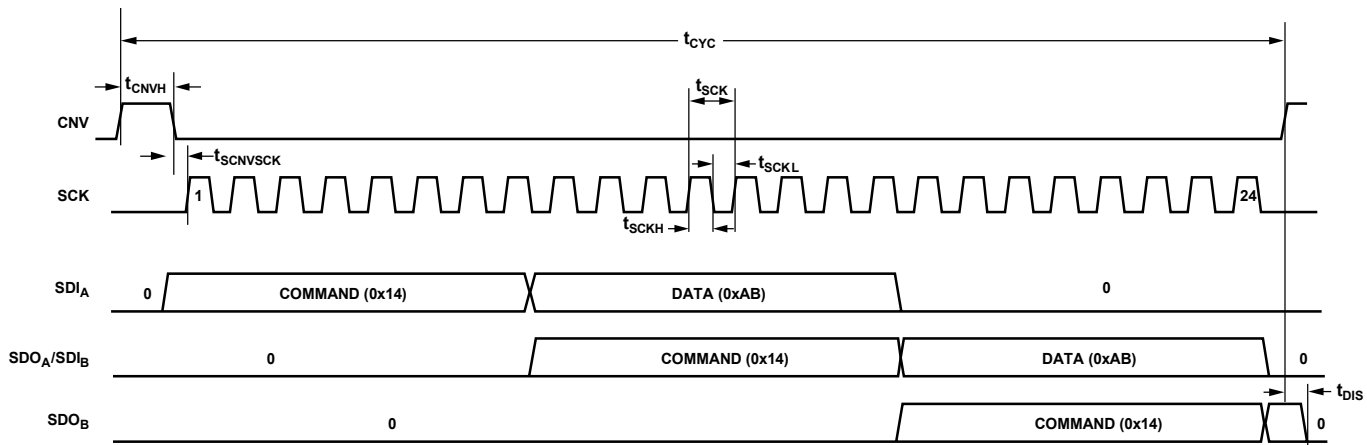 tCYC
tCNVH
tSCK
CNV
tSCNVSCK
tSCKL
SCK
1
24
tSCKH
SDIA
0
COMMAND (0x14)
DATA (0xAB)
0
SDOA/SDIB
0
COMMAND (0x14)
DATA (0xAB)
0
tDIS
SDOB
0
COMMAND (0x14)
0